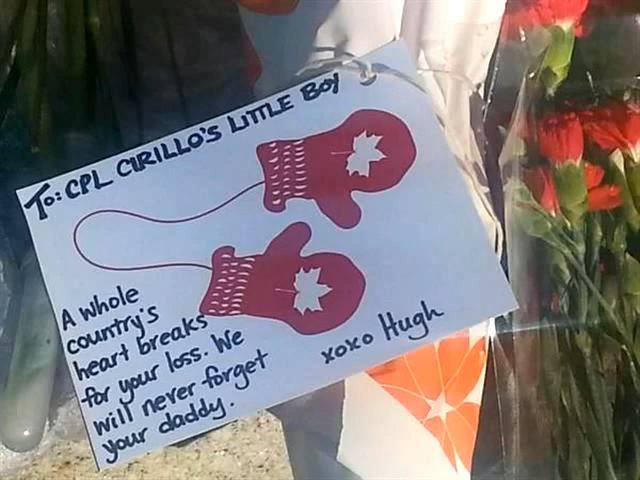 To: CPL CIRILLO'S LITTLE BOY
A whole
country's
heart breaks
for your loss. We
will never forget
your daddy.
xoxo Hugh